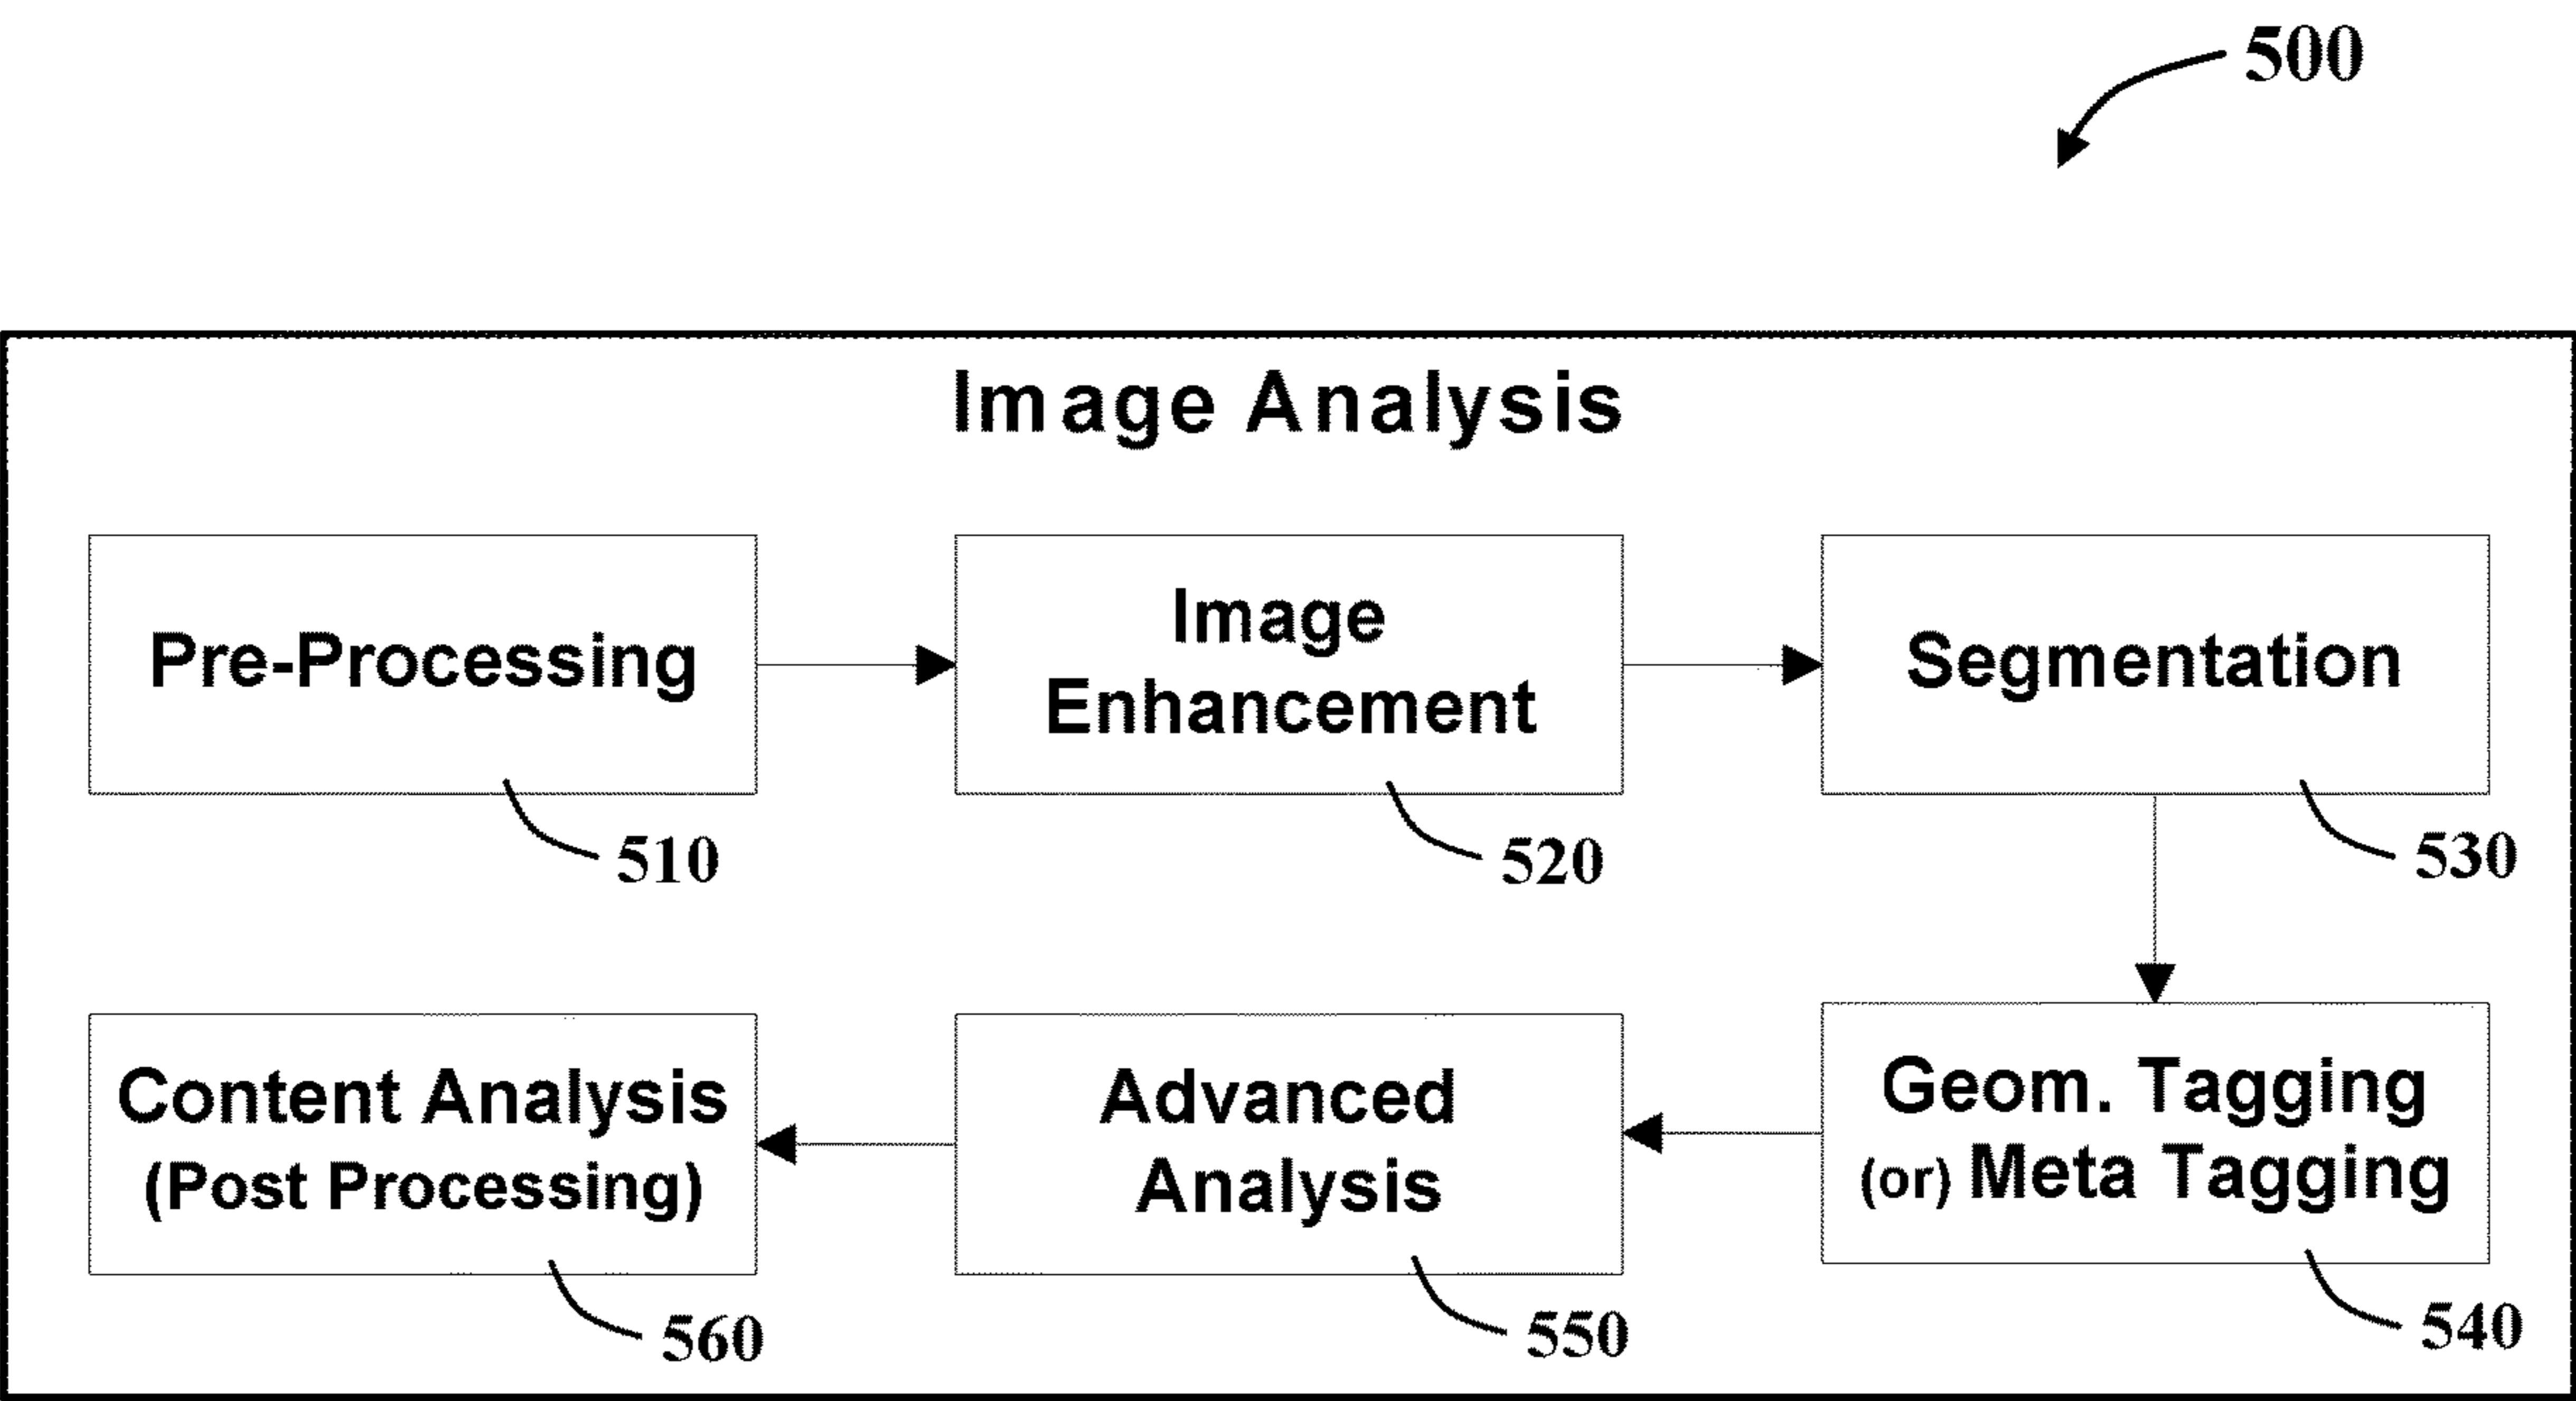 500
Image Analysis
Pre-Processing
510
Image
Enhancement
520
Segmentation
530
Geom. Tagging
(or) Meta Tagging
540
Advanced
Analysis
550
Content Analysis
(Post Processing)
560